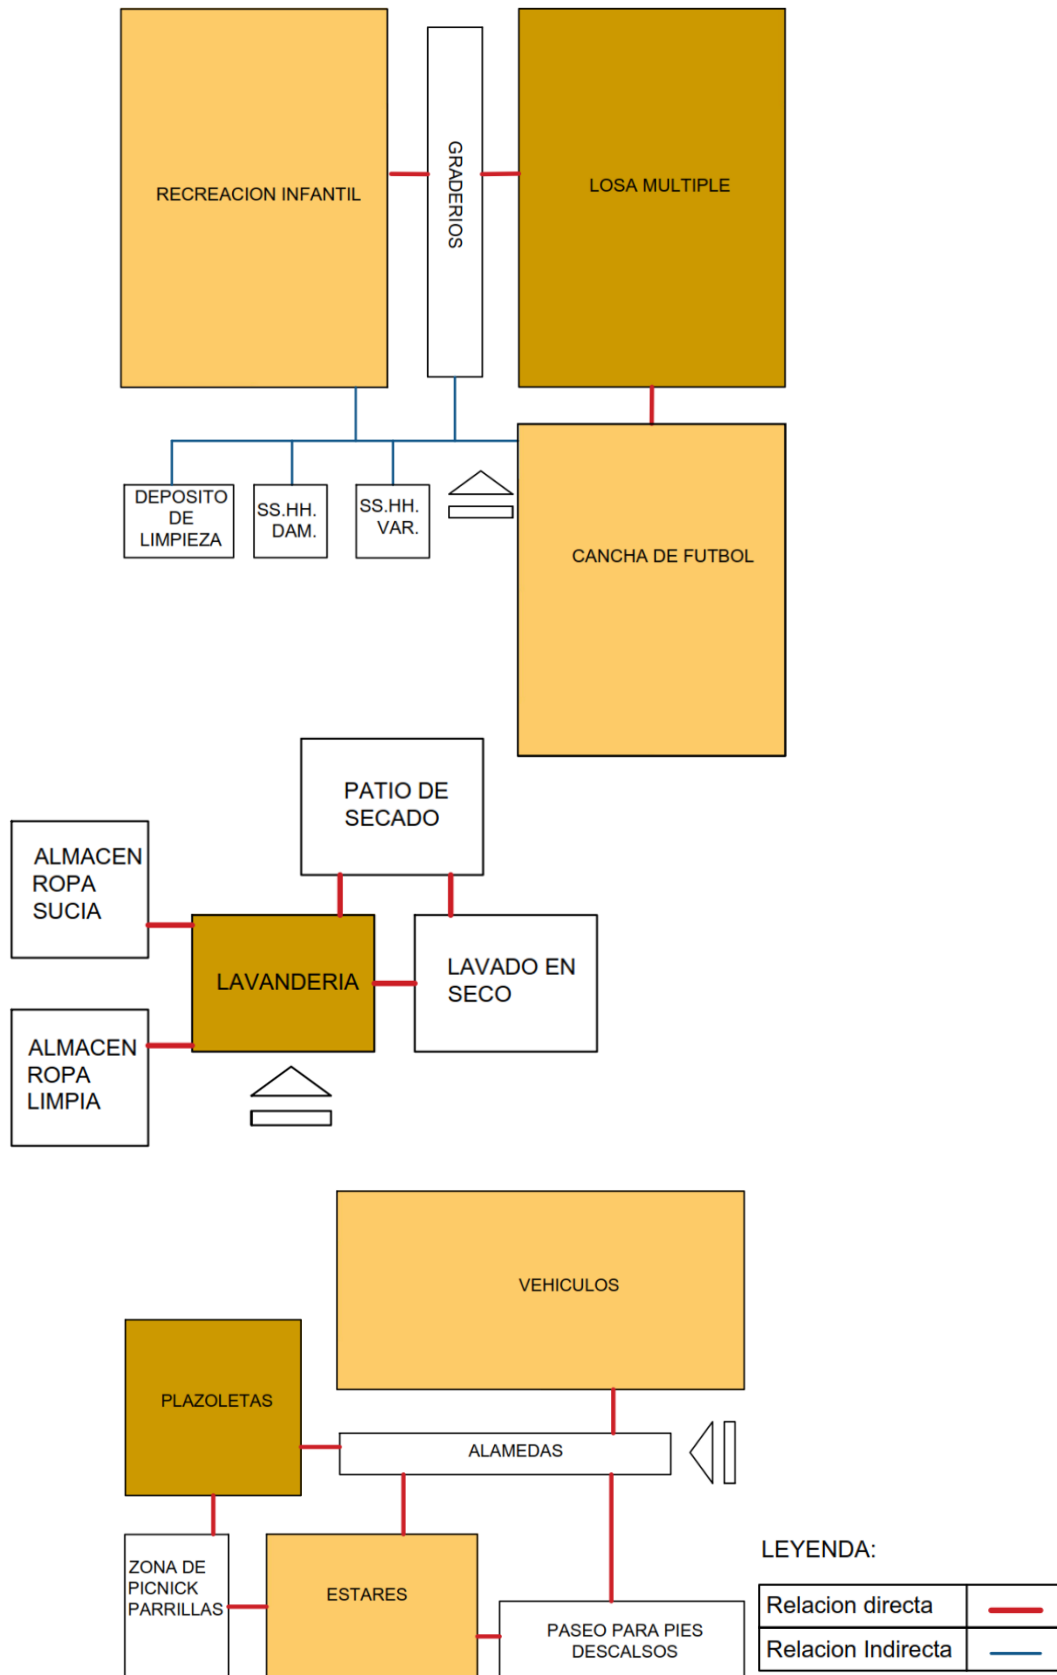 RECREACION INFANTIL
GRADERIOS
LOSA MULTIPLE
DEPOSITO
DE
LIMPIEZA
SS.HH.
DAM.
SS.HH.
VAR.
CANCHA DE FUTBOL
PATIO DE
SECADO
ALMACEN
ROPA
SUCIA
LAVANDERIA
LAVADO EN
SECO
ALMACEN
ROPA
LIMPIA
VEHICULOS
PLAZOLETAS
ALAMEDAS
ZONA DE
PICNICK
PARRILLAS
ESTARES
PASEO PARA PIES
DESCALSOS
LEYENDA:
Relacion directa
Relacion Indirecta